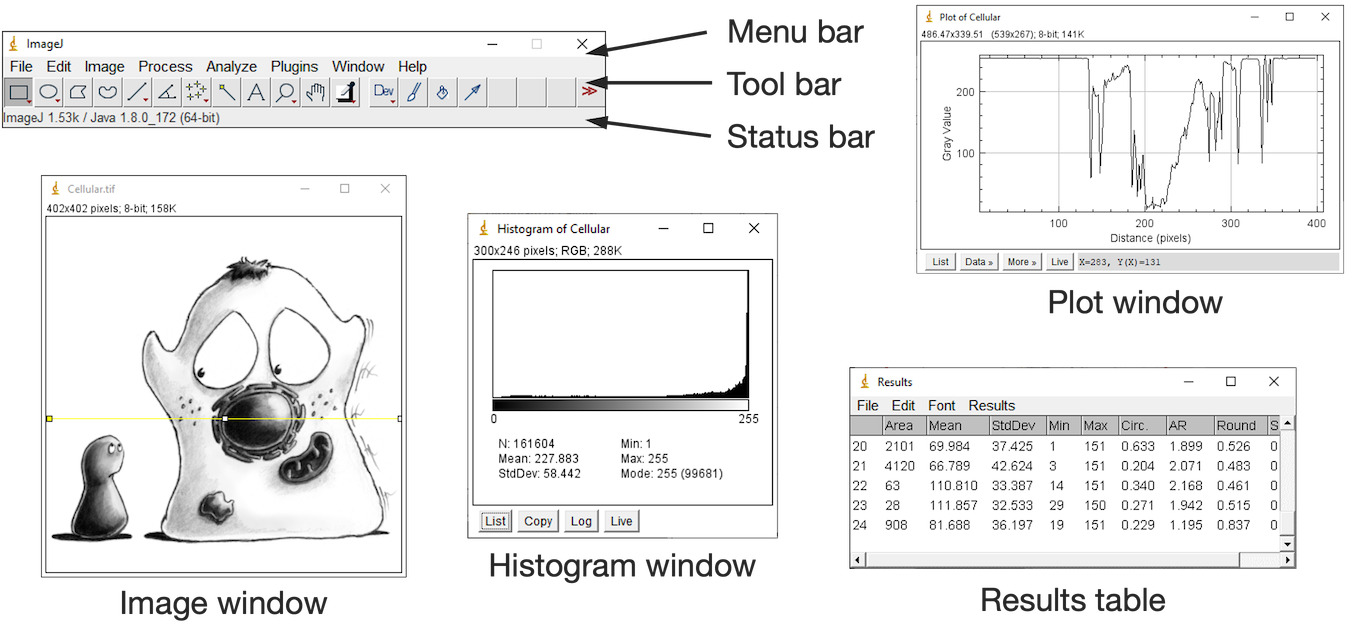 ImageJ
File Edit Image Process Analyze Plugins Window Help
Dev
ImageJ 1.53k / Java 1.8.0_172 (64-bit)
Menu bar
Tool bar
Status bar
Plot of Cellular
486.47x339.51 (539x267); 8-bit; 141K
200
100
Gray Value
100 200 300 400
Distance (pixels)
List Data » More » Live X=283, Y(X)=131
Plot window
Cellular.tif
402x402 pixels; 8-bit; 158K
Image window
Histogram of Cellular
300x246 pixels; RGB; 288K
0 255
N: 161604 Min: 1
Mean: 227.883 Max: 255
StdDev: 58.442 Mode: 255 (99681)
List Copy Log Live
Histogram window
Results
File Edit Font Results
Area Mean StdDev Min Max Circ. AR Round S
20 2101 69.984 37.425 1 151 0.633 1.899 0.526 0
21 4120 66.789 42.624 3 151 0.204 2.071 0.483 0
22 63 110.810 33.387 14 151 0.340 2.168 0.461 0
23 28 111.857 32.533 29 150 0.271 1.942 0.515 0
24 908 81.688 36.197 19 151 0.229 1.195 0.837 0
Results table